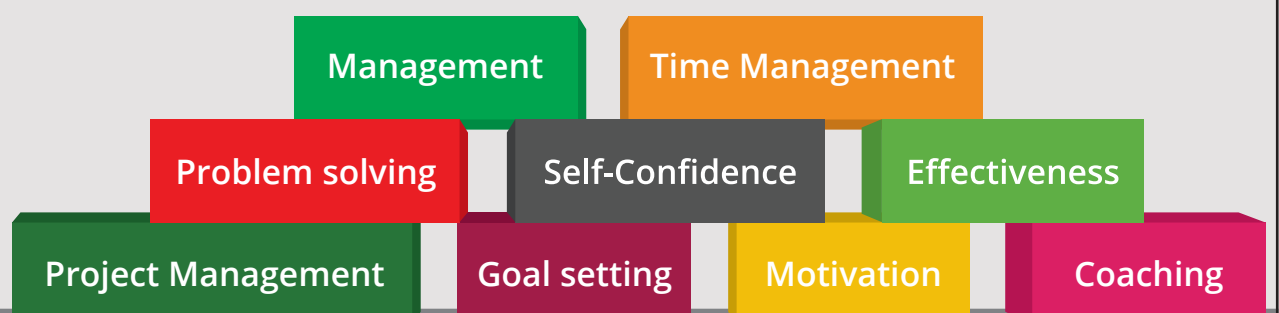 Management
Time Management
Problem solving
Self-Confidence
Effectiveness
Project Management
Goal setting
Motivation
Coaching